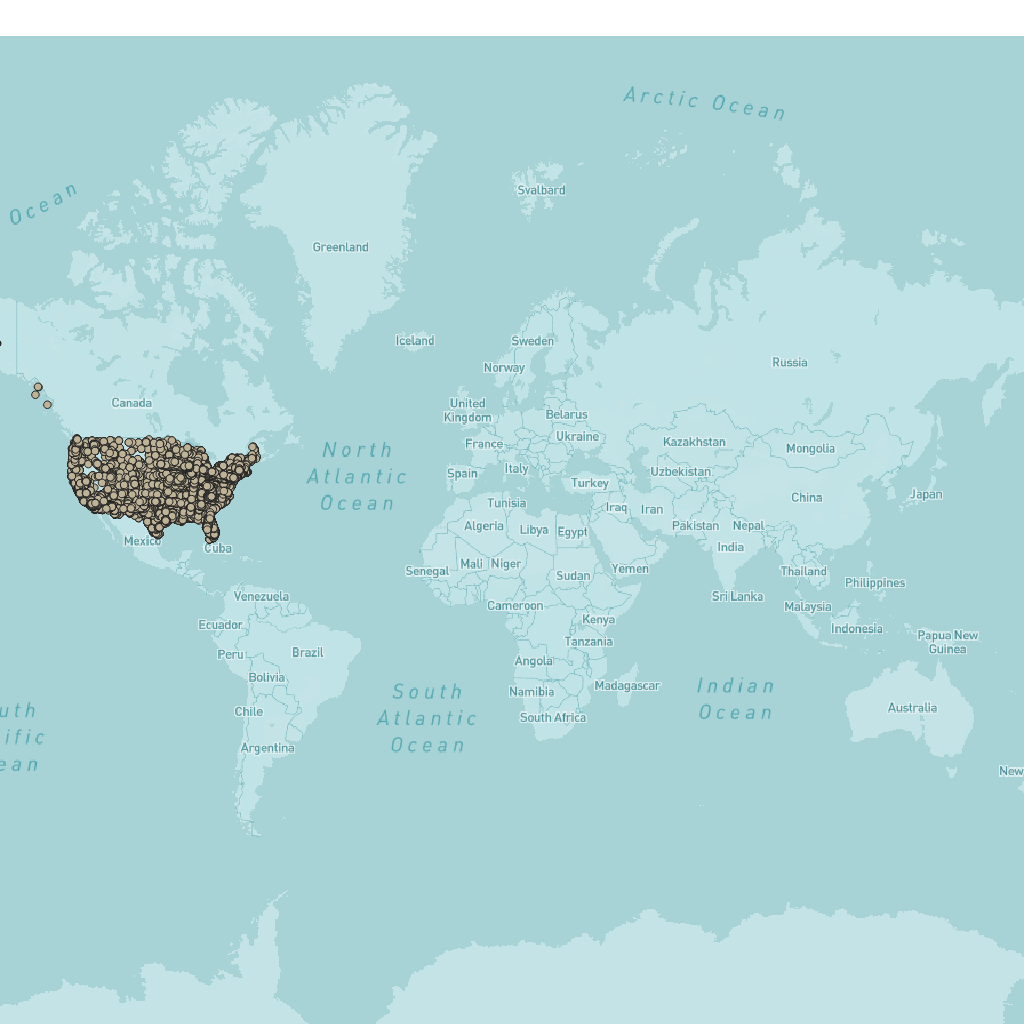 Arctic Ocean
Ocean
Svalbard
Greenland
Iceland
Sweden
Norway
Russia
Canada
United
Kingdom
Belarus
Ukraine
France
Kazakhstan
Mongolia
North
Atlantic
Ocean
Spain
Italy
Uzbekistan
Turkey
China
Japan
Tunisia
Iraq
Iran
Algeria
Libya
Egypt
Pakistan
Nepal
Mexico
Cuba
India
Senegal
Mali
Niger
Sudan
Yemen
Thailand
Philippines
Venezuela
Cameroon
Sri Lanka
Malaysia
Ecuador
Kenya
Indonesia
Papua New
Guinea
Peru
Brazil
Tanzania
Angola
Bolivia
Namibia
Madagascar
Indian
Ocean
South
Atlantic
Ocean
Chile
South Africa
Australia
Argentina
uth
ific
ean
New